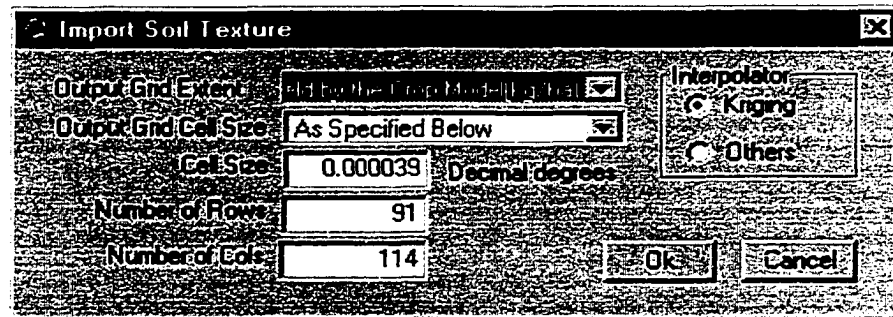 Import Soil Texture
Output Grid Extent
Interpolator
Kriging
Output Grid Cell Size As Specified Below
Others
Cell Size 0.000039 Decimal degrees
Number of Rows 91
Number of Cols 114
Ok Cancel